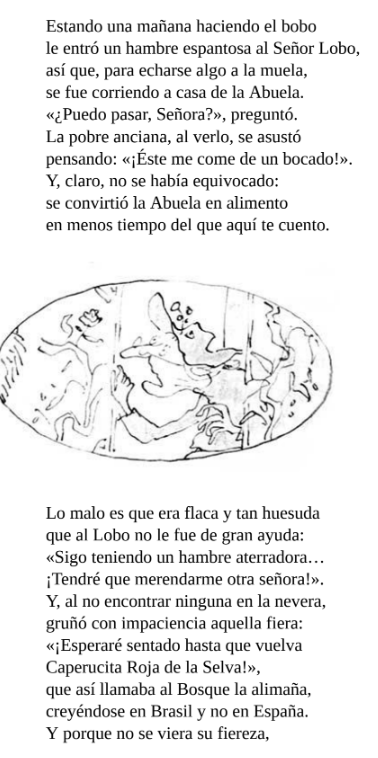 Estando una mañana haciendo el bobo
le entró un hambre espantosa al Señor Lobo,
así que, para echarse algo a la muela,
se fue corriendo a casa de la Abuela.
«¿Puedo pasar, Señora?», preguntó.
La pobre anciana, al verlo, se asustó
pensando: «¡Éste me come de un bocado!».
Y, claro, no se había equivocado:
se convirtió la Abuela en alimento
en menos tiempo del que aquí te cuento.
Lo malo es que era flaca y tan huesuda
que al Lobo no le fue de gran ayuda:
«Sigo teniendo un hambre aterradora…
¡Tendré que merendarme otra señora!».
Y, al no encontrar ninguna en la nevera,
gruñó con impaciencia aquella fiera:
«¡Esperaré sentado hasta que vuelva
Caperucita Roja de la Selva!»,
que así llamaba al Bosque la alimaña,
creyéndose en Brasil y no en España.
Y porque no se viera su fiereza,